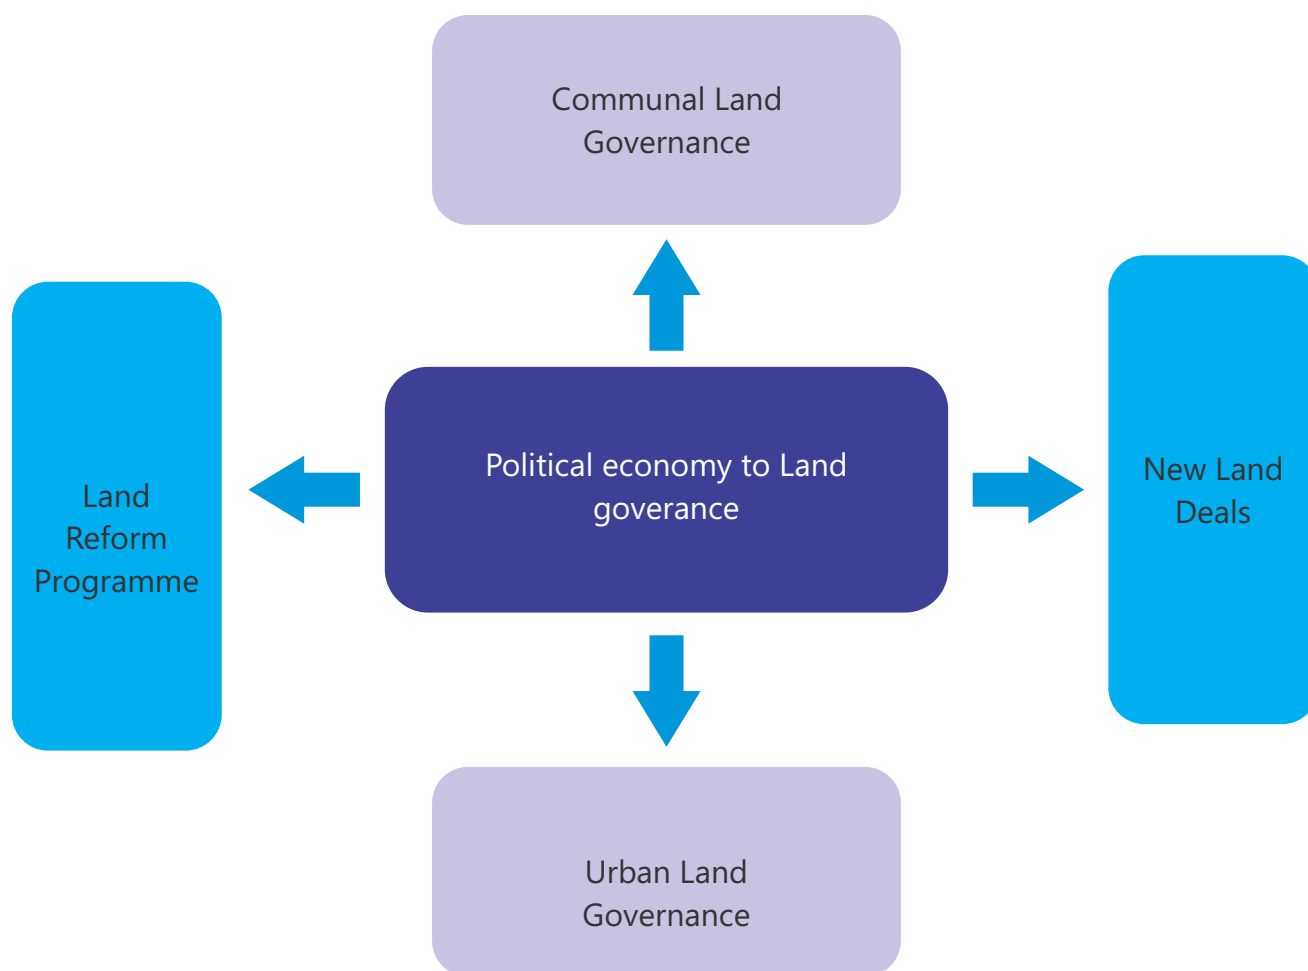 Communal Land
Governance
Political economy to Land
goverance
New Land
Deals
Land
Reform
Programme
Urban Land
Governance